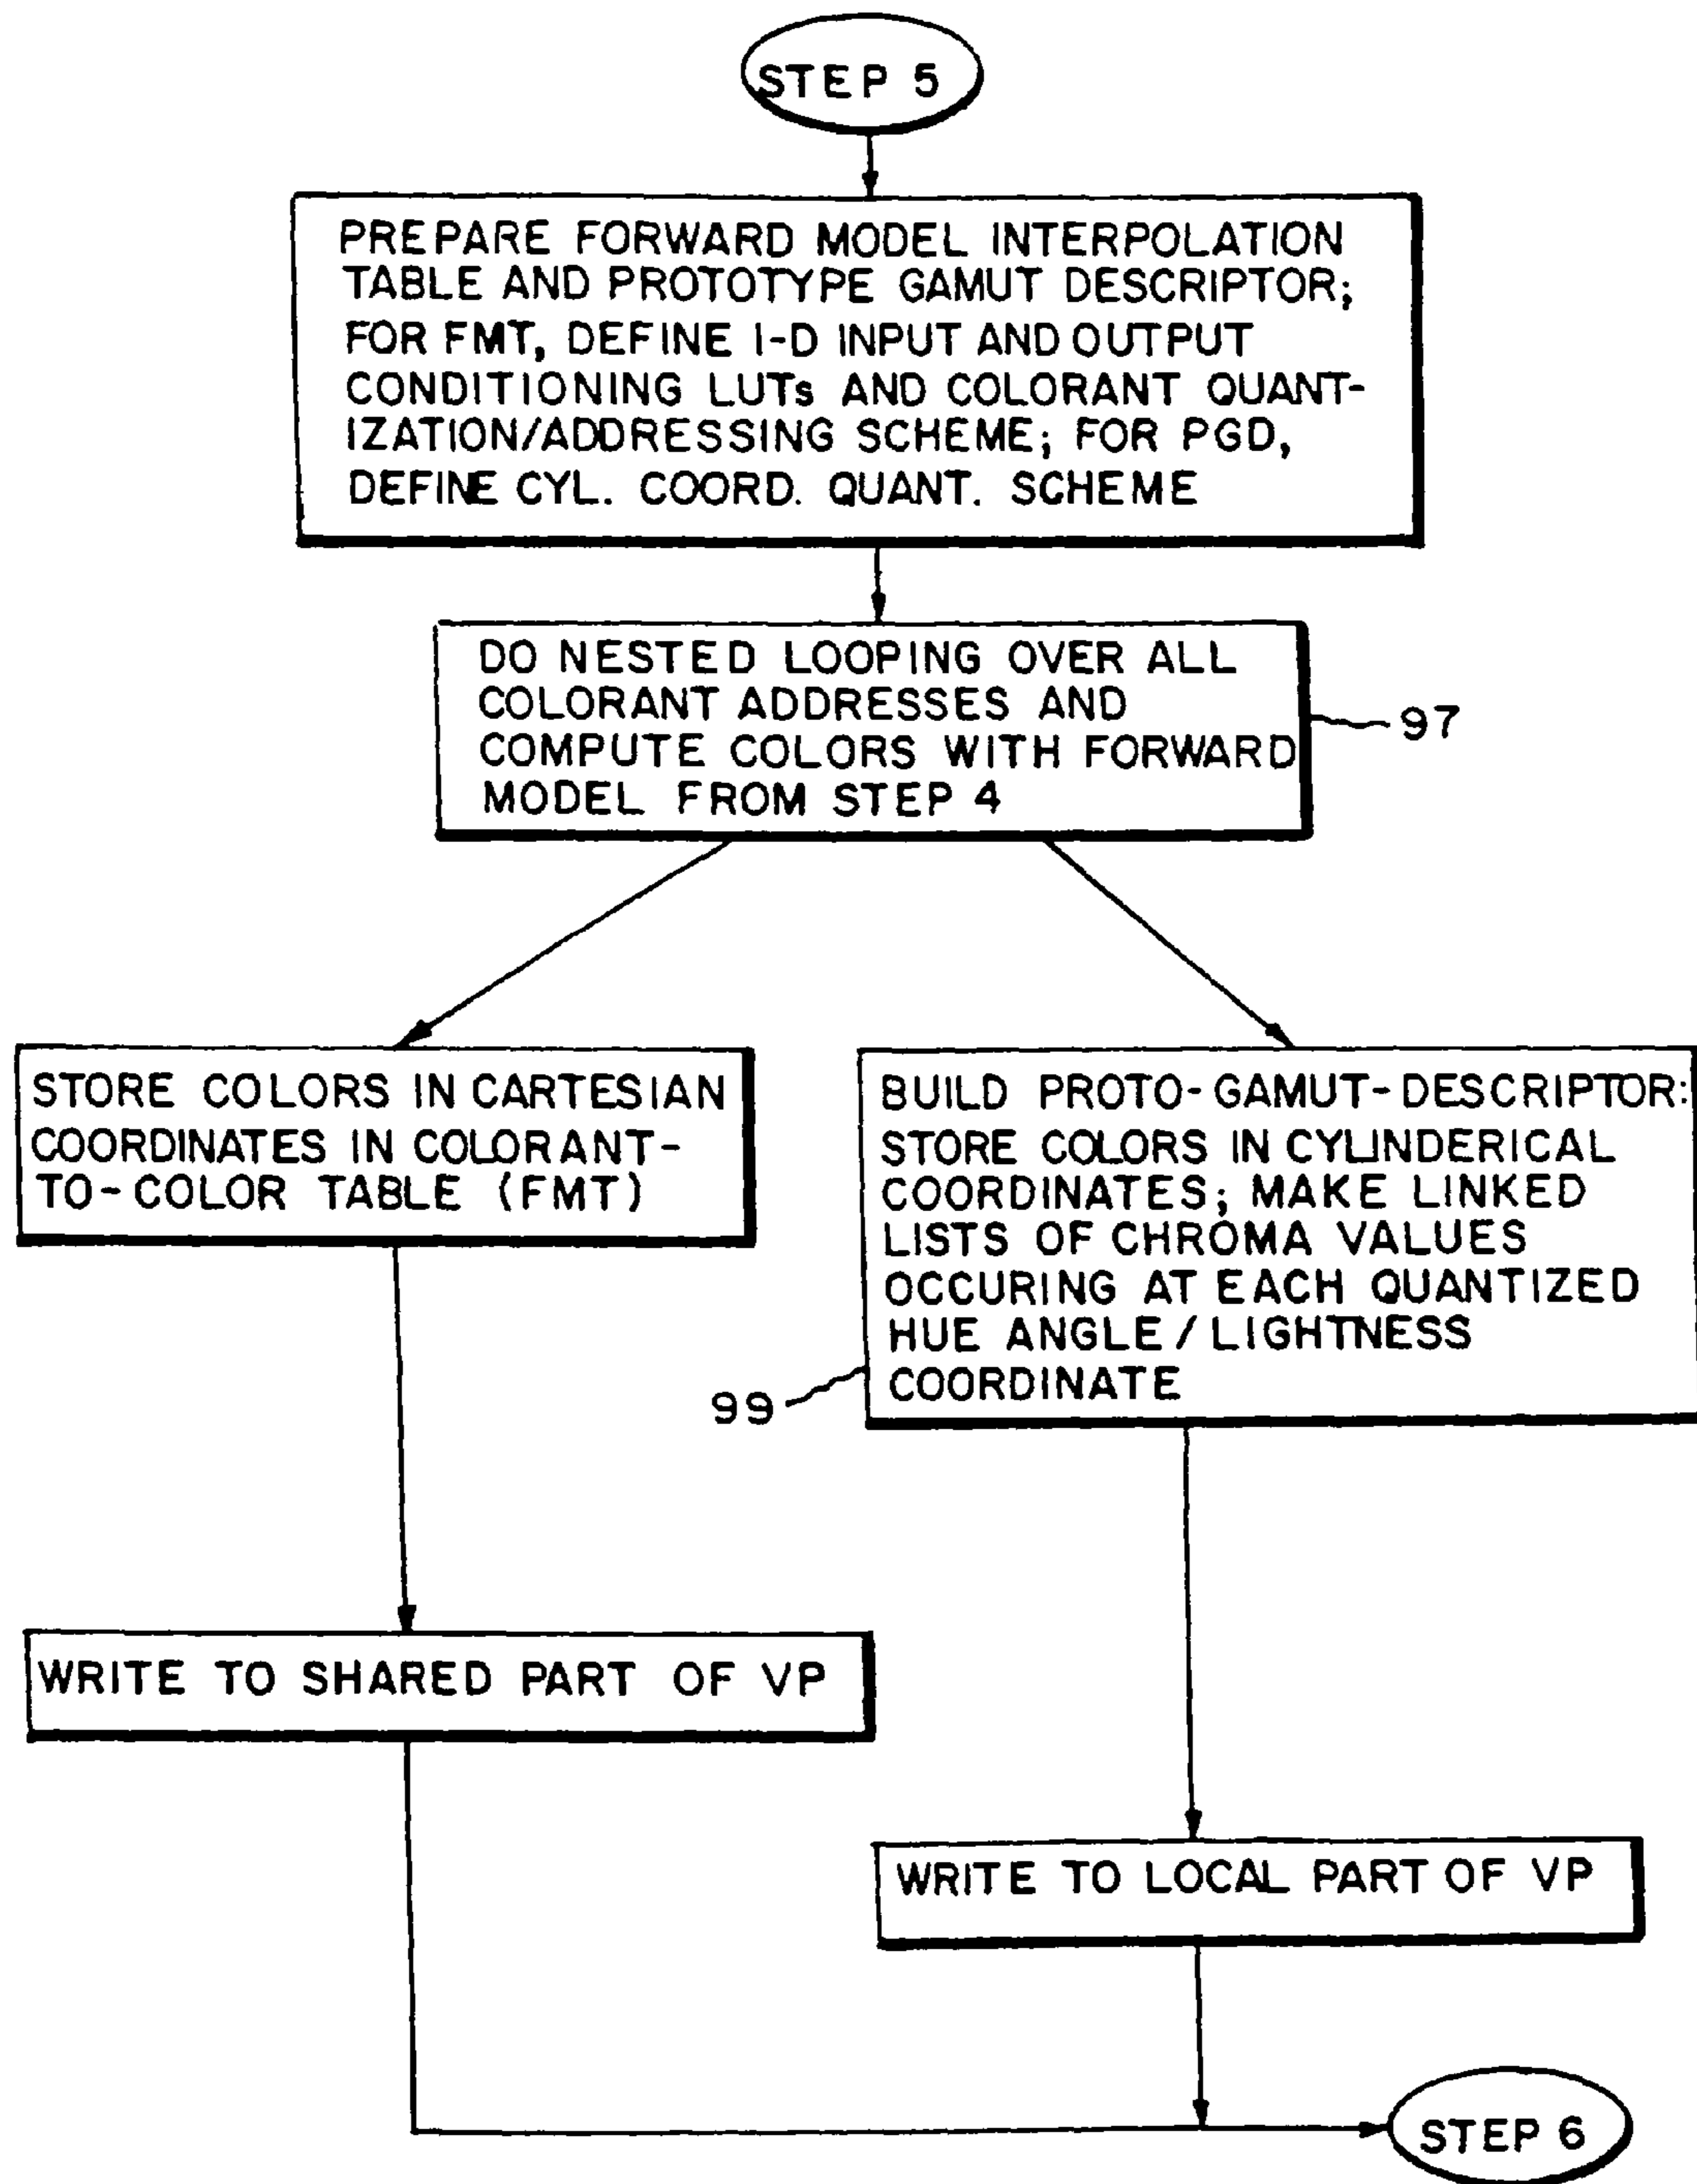 STEP 5
PREPARE FORWARD MODEL INTERPOLATION
TABLE AND PROTOTYPE GAMUT DESCRIPTOR;
FOR FMT, DEFINE 1-D INPUT AND OUTPUT
CONDITIONING LUTs AND COLORANT QUANT-
IZATION/ADDRESSING SCHEME; FOR PGD,
DEFINE CYL. COORD. QUANT. SCHEME
DO NESTED LOOPING OVER ALL
COLORANT ADDRESSES AND
COMPUTE COLORS WITH FORWARD
MODEL FROM STEP 4
97
STORE COLORS IN CARTESIAN
COORDINATES IN COLORANT-
TO-COLOR TABLE (FMT)
BUILD PROTO-GAMUT-DESCRIPTOR:
STORE COLORS IN CYLINDERICAL
COORDINATES; MAKE LINKED
LISTS OF CHROMA VALUES
OCCURING AT EACH QUANTIZED
HUE ANGLE/LIGHTNESS
COORDINATE
99
WRITE TO SHARED PART OF VP
WRITE TO LOCAL PART OF VP
STEP 6